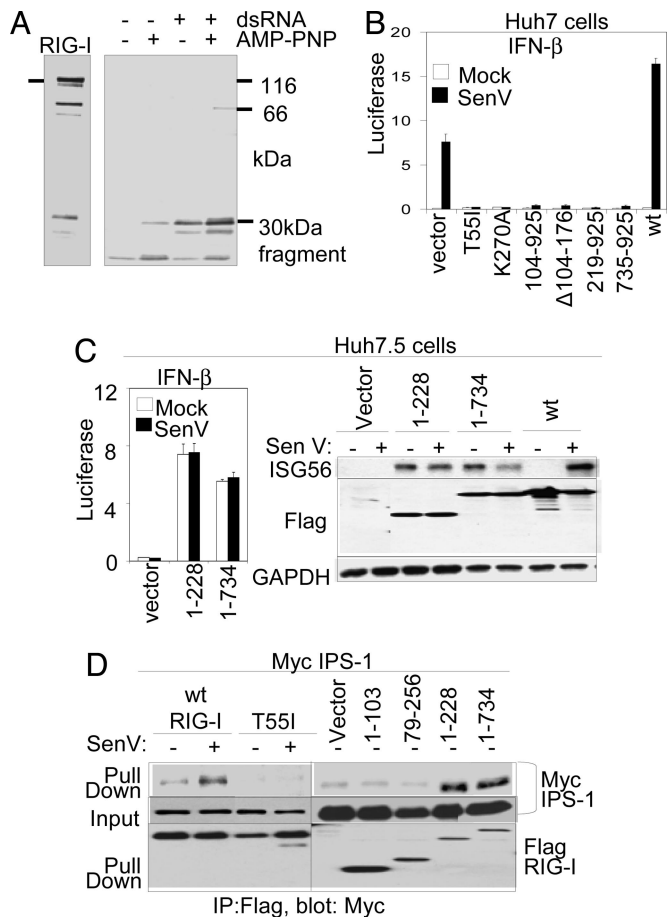 A
dsRNA - - + +
AMP-PNP - + - +
RIG-I
116
66
kDa
30kDa
fragment
B
Huh7 cells
IFN-β
Mock
SenV
Luciferase
20
15
10
5
0
vector
T55I
K270A
104-925
Δ104-176
219-925
735-925
wt
C
Huh7.5 cells
IFN-β
Mock
SenV
Luciferase
12
8
4
0
vector
1-228
1-734
Vector
1-228
1-734
wt
Sen V: - + - + - + - +
ISG56
Flag
GAPDH
D
Myc IPS-1
wt
RIG-I
T55I
SenV: - + - +
Vector
1-103
79-256
1-228
1-734
- - - - -
Pull
Down
Myc
IPS-1
Input
Pull
Down
Flag
RIG-I
IP:Flag, blot: Myc